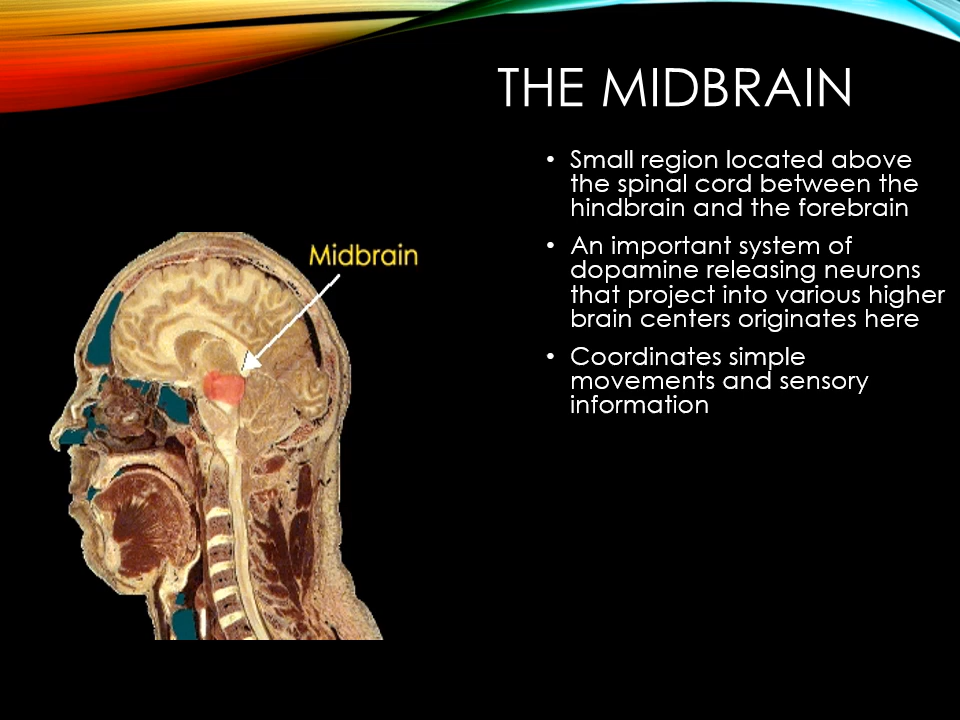 THE MIDBRAIN
• Small region located above
the spinal cord between the
hindbrain and the forebrain
• An important system of
dopamine releasing neurons
that project into various higher
brain centers originates here
• Coordinates simple
movements and sensory
information
Midbrain